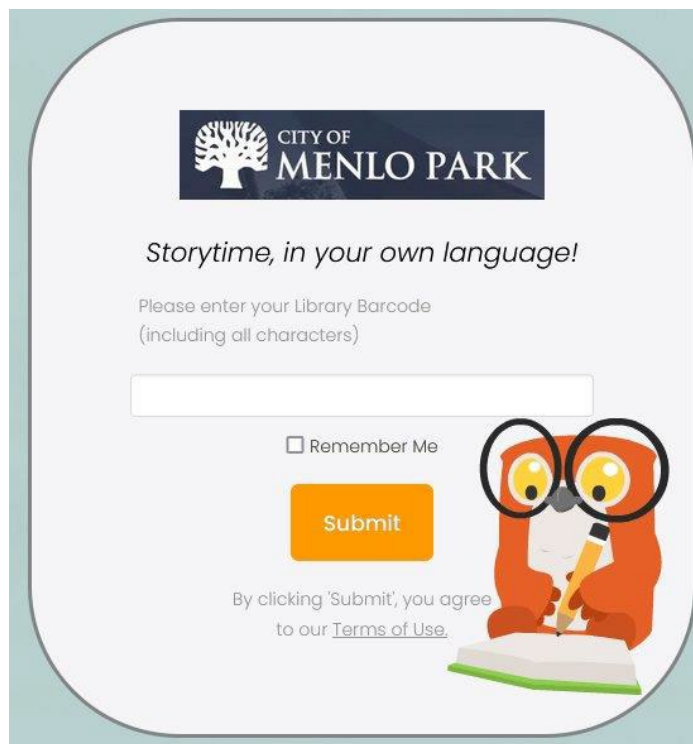 CITY OF
MENLO PARK
Storytime, in your own language!
Please enter your Library Barcode
(including all characters)
Remember Me
Submit
By clicking 'Submit', you agree
to our Terms of Use.